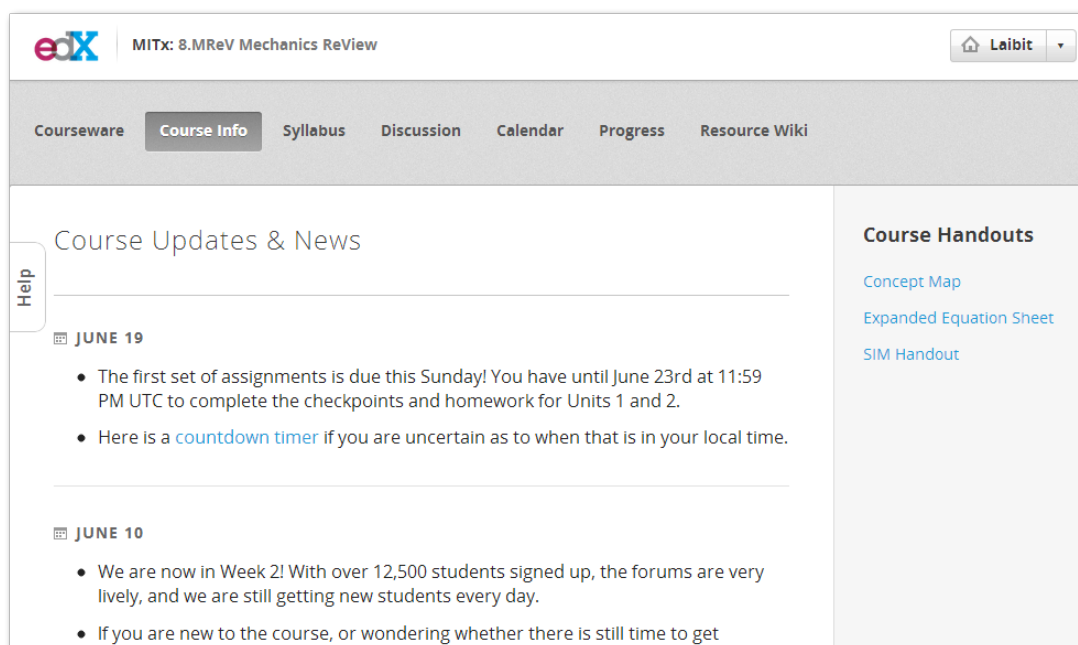 edX
MITx: 8.MReV Mechanics ReView
Laibit
Courseware
Course Info
Syllabus
Discussion
Calendar
Progress
Resource Wiki
Help
Course Updates & News
JUNE 19
The first set of assignments is due this Sunday! You have until June 23rd at 11:59
PM UTC to complete the checkpoints and homework for Units 1 and 2.
Here is a countdown timer if you are uncertain as to when that is in your local time.
JUNE 10
We are now in Week 2! With over 12,500 students signed up, the forums are very
lively, and we are still getting new students every day.
If you are new to the course, or wondering whether there is still time to get
Course Handouts
Concept Map
Expanded Equation Sheet
SIM Handout